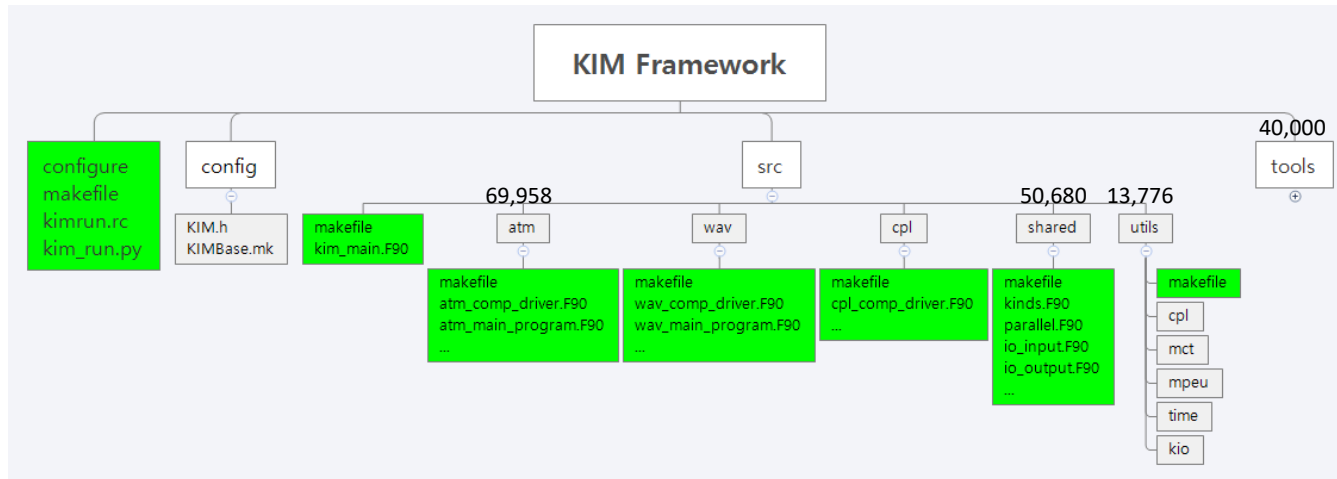 KIM Framework
40,000
configure
makefile
kimrun.rc
kim_run.py
config
KIM.h
KIMBase.mk
src
tools
makefile
kim_main.F90
69,958
atm
makefile
atm_comp_driver.F90
atm_main_program.F90
...
wav
makefile
wav_comp_driver.F90
wav_main_program.F90
...
cpl
makefile
cpl_comp_driver.F90
...
50,680
shared
makefile
kinds.F90
parallel.F90
io_input.F90
io_output.F90
...
13,776
utils
makefile
cpl
mct
mpeu
time
kio